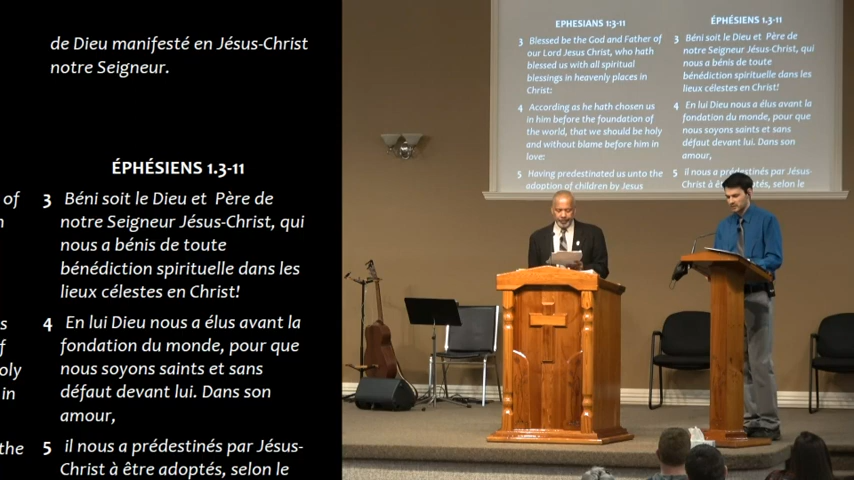 de Dieu manifesté en Jésus-Christ
notre Seigneur.
ÉPHÉSIENS 1.3-11
3 Béni soit le Dieu et Père de
notre Seigneur Jésus-Christ, qui
nous a bénis de toute
bénédiction spirituelle dans les
lieux célestes en Christ!
4 En lui Dieu nous a élus avant la
fondation du monde, pour que
nous soyons saints et sans
défaut devant lui. Dans son
amour,
5 il nous a prédestinés par Jésus-
Christ à être adoptés, selon le
of
s
f
oly
in
the
EPHESIANS 1:3-11
3 Blessed be the God and Father of
our Lord Jesus Christ, who hath
blessed us with all spiritual
blessings in heavenly places in
Christ:
4 According as he hath chosen us
in him before the foundation of
the world, that we should be holy
and without blame before him in
love:
5 Having predestinated us unto the
adoption of children by Jesus
ÉPHÉSIENS 1.3-11
3 Béni soit le Dieu et Père de
notre Seigneur Jésus-Christ, qui
nous a bénis de toute
bénédiction spirituelle dans les
lieux célestes en Christ!
4 En lui Dieu nous a élus avant la
fondation du monde, pour que
nous soyons saints et sans
défaut devant lui. Dans son
amour,
5 il nous a prédestinés par Jésus-
Christ à être adoptés, selon le